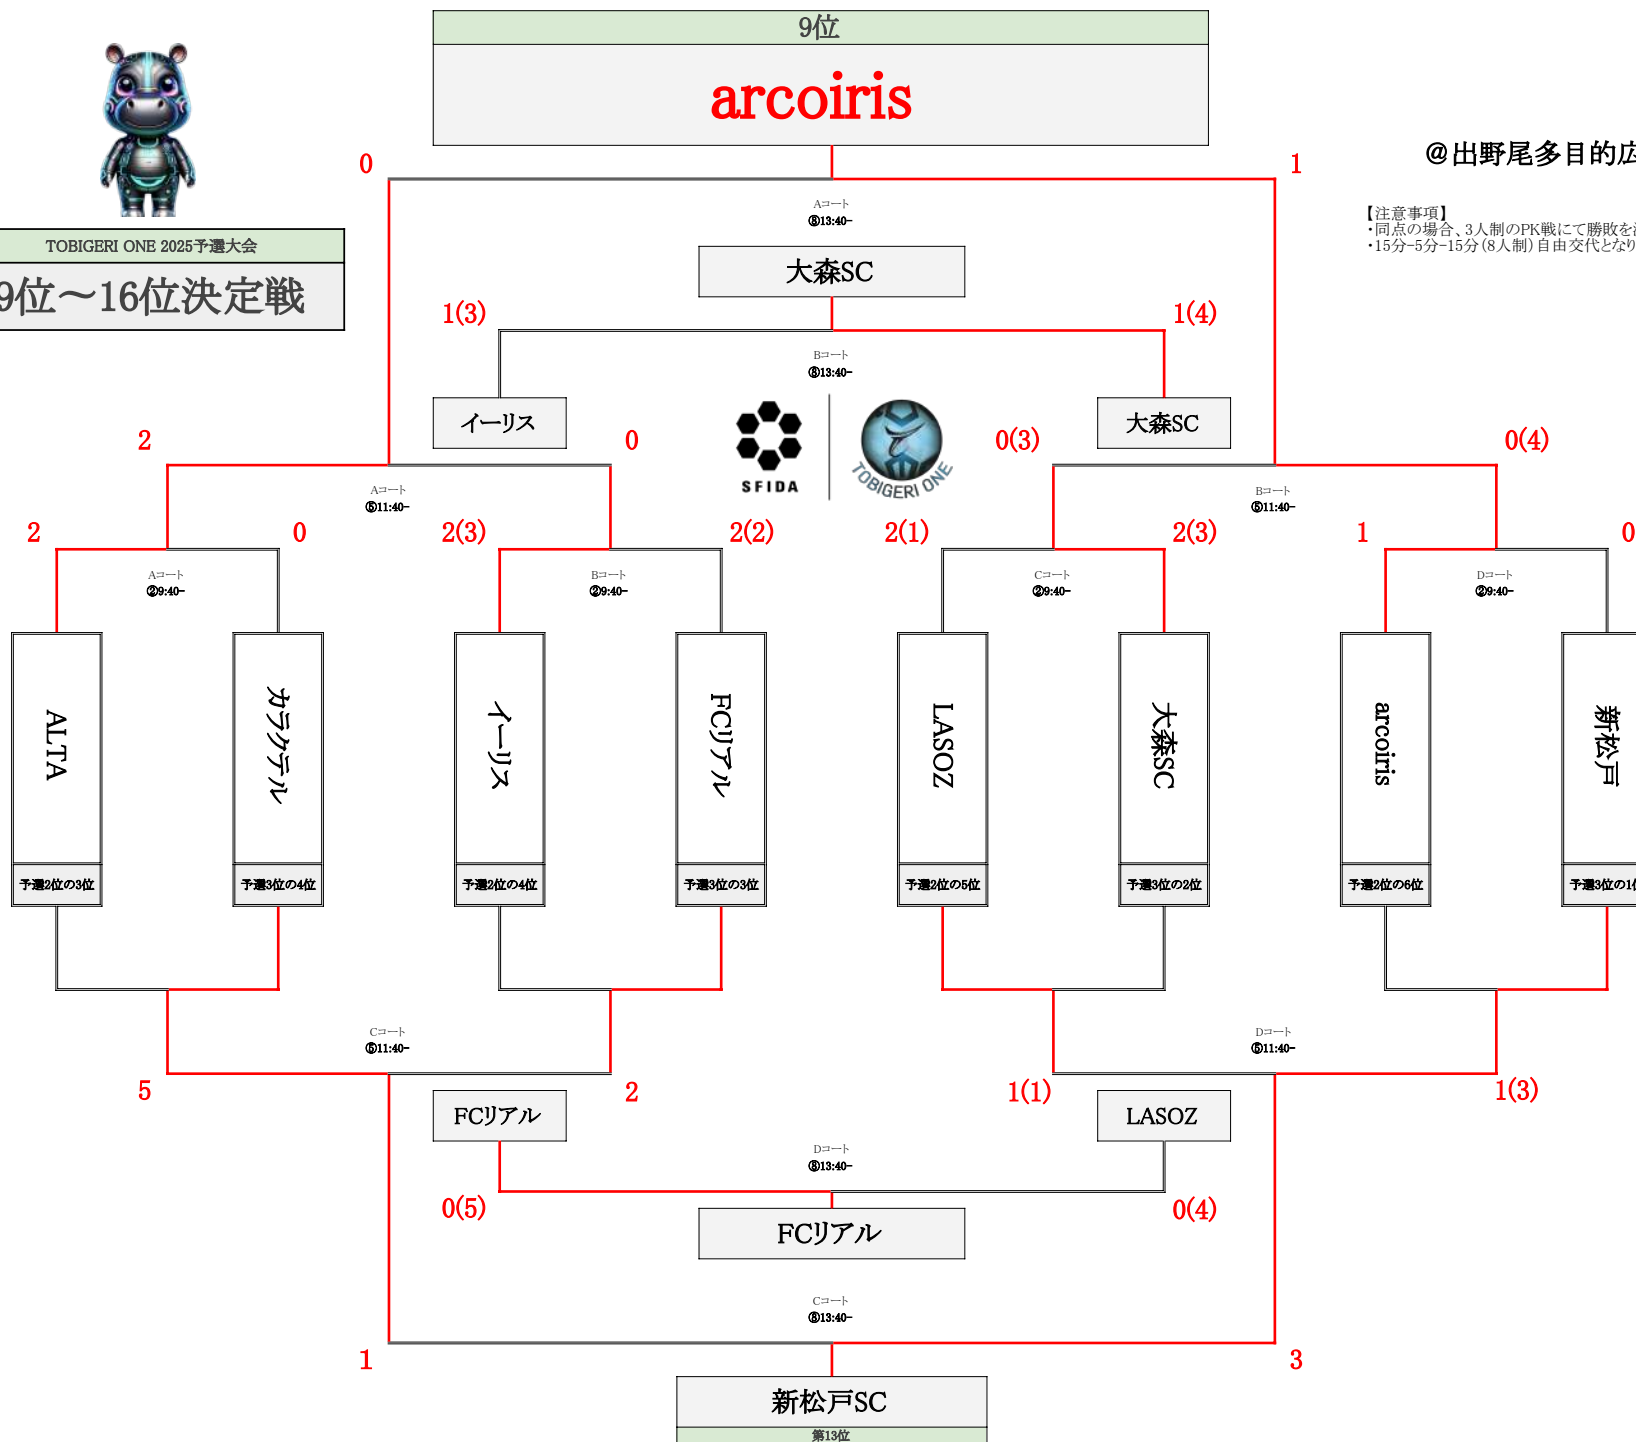 9位
arcoiris
0
1
@出野尾多目的広
【注意事項】
・同点の場合、3人制のPK戦にて勝敗を
・15分-5分-15分(8人制)自由交代となり
TOBIGERI ONE 2025予選大会
9位～16位決定戦
Aコート
⑧13:40-
大森SC
1(3)
1(4)
Bコート
⑧13:40-
イーリス
大森SC
SFIDA
TOBIGERI ONE
2
0
0(3)
0(4)
Aコート
⑤11:40-
Bコート
⑤11:40-
2
0
2(3)
2(2)
2(1)
2(3)
1
0
Aコート
②9:40-
Bコート
②9:40-
Cコート
②9:40-
Dコート
②9:40-
ALTA
カラクテル
イーリス
FCリアル
LASOZ
大森SC
arcoiris
新松戸
予選2位の3位
予選3位の4位
予選2位の4位
予選3位の3位
予選2位の5位
予選3位の2位
予選2位の6位
予選3位の1位
Cコート
⑤11:40-
Dコート
⑤11:40-
5
2
1(1)
1(3)
FCリアル
LASOZ
Dコート
⑧13:40-
0(5)
0(4)
FCリアル
Cコート
⑧13:40-
1
3
新松戸SC
第13位